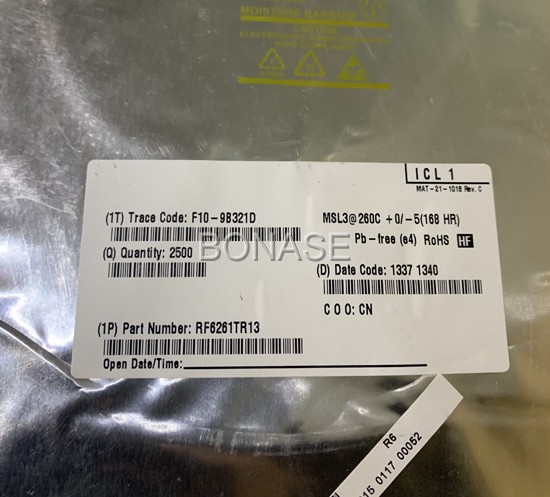 MOISTURE BARRIER
CAUTION
ICL 1
MAT-21-1018 Rev. C
(1T) Trace Code: F10-9B321D
MSL3@260C +0/-5(168 HR)
Pb-free (e4) RoHS HF
BONASE
(Q) Quantity: 2500
(D) Date Code: 1337 1340
COO: CN
(1P) Part Number: RF6261TR13
Open Date/Time:
R6
15 0117 00052